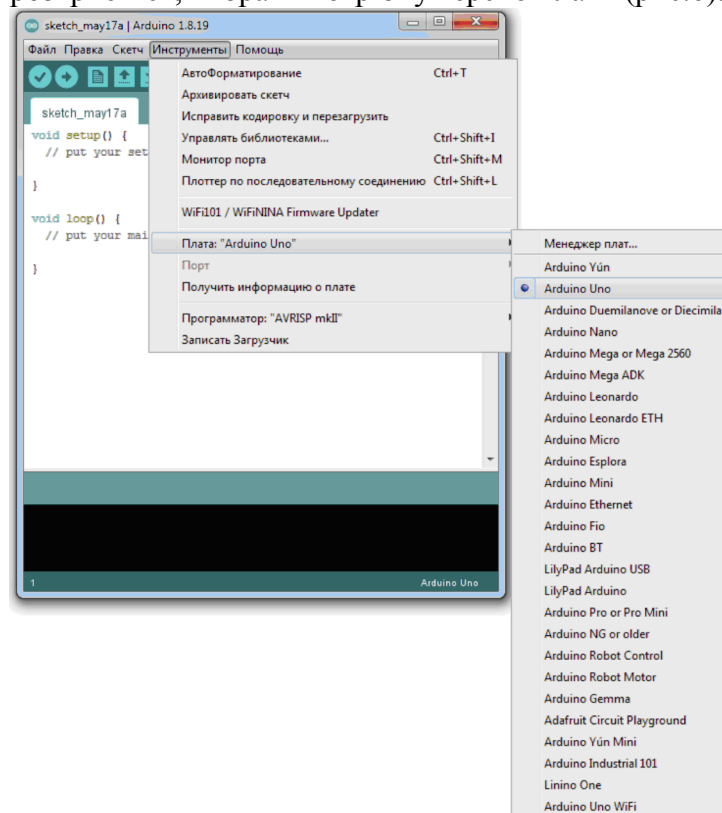 sketch_may17a | Arduino 1.8.19
Файл Правка Скетч Инструменты Помощь
АвтоФорматирование Ctrl+T
Архивировать скетч
sketch_may17a
Исправить кодировку и перезагрузить
void setup() {
Управлять библиотеками... Ctrl+Shift+I
// put your set
Монитор порта Ctrl+Shift+M
Плоттер по последовательному соединению Ctrl+Shift+L
}
WiFi101 / WiFiNINA Firmware Updater
void loop() {
// put your mai
Плата: "Arduino Uno"
Порт
}
Получить информацию о плате
Программатор: "AVRISP mkII"
Записать Загрузчик
Менеджер плат...
Arduino Yún
Arduino Uno
Arduino Duemilanove or Diecimila
Arduino Nano
Arduino Mega or Mega 2560
Arduino Mega ADK
Arduino Leonardo
Arduino Leonardo ETH
Arduino Micro
Arduino Esplora
Arduino Mini
Arduino Ethernet
Arduino Fio
Arduino BT
LilyPad Arduino USB
LilyPad Arduino
Arduino Pro or Pro Mini
Arduino NG or older
Arduino Robot Control
Arduino Robot Motor
Arduino Gemma
Adafruit Circuit Playground
Arduino Yún Mini
Arduino Industrial 101
Linino One
Arduino Uno WiFi
1 Arduino Uno